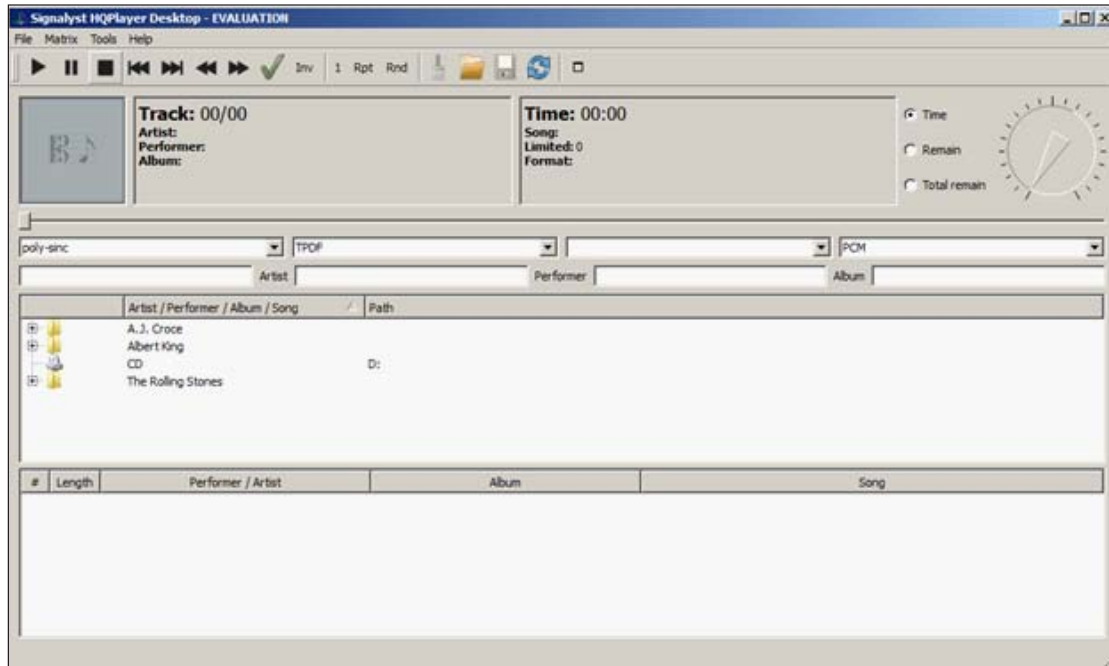 Signalyst HQPlayer Desktop - EVALUATION
File Matrix Tools Help
Inv 1 Rpt Rnd
Track: 00/00
Artist:
Performer:
Album:
Time: 00:00
Song:
Limited: 0
Format:
Time
Remain
Total remain
poly-sinc TPDF PCM
Artist Performer Album
Artist / Performer / Album / Song Path
A.J. Croce
Albert King
CD D:
The Rolling Stones
# Length Performer / Artist Album Song